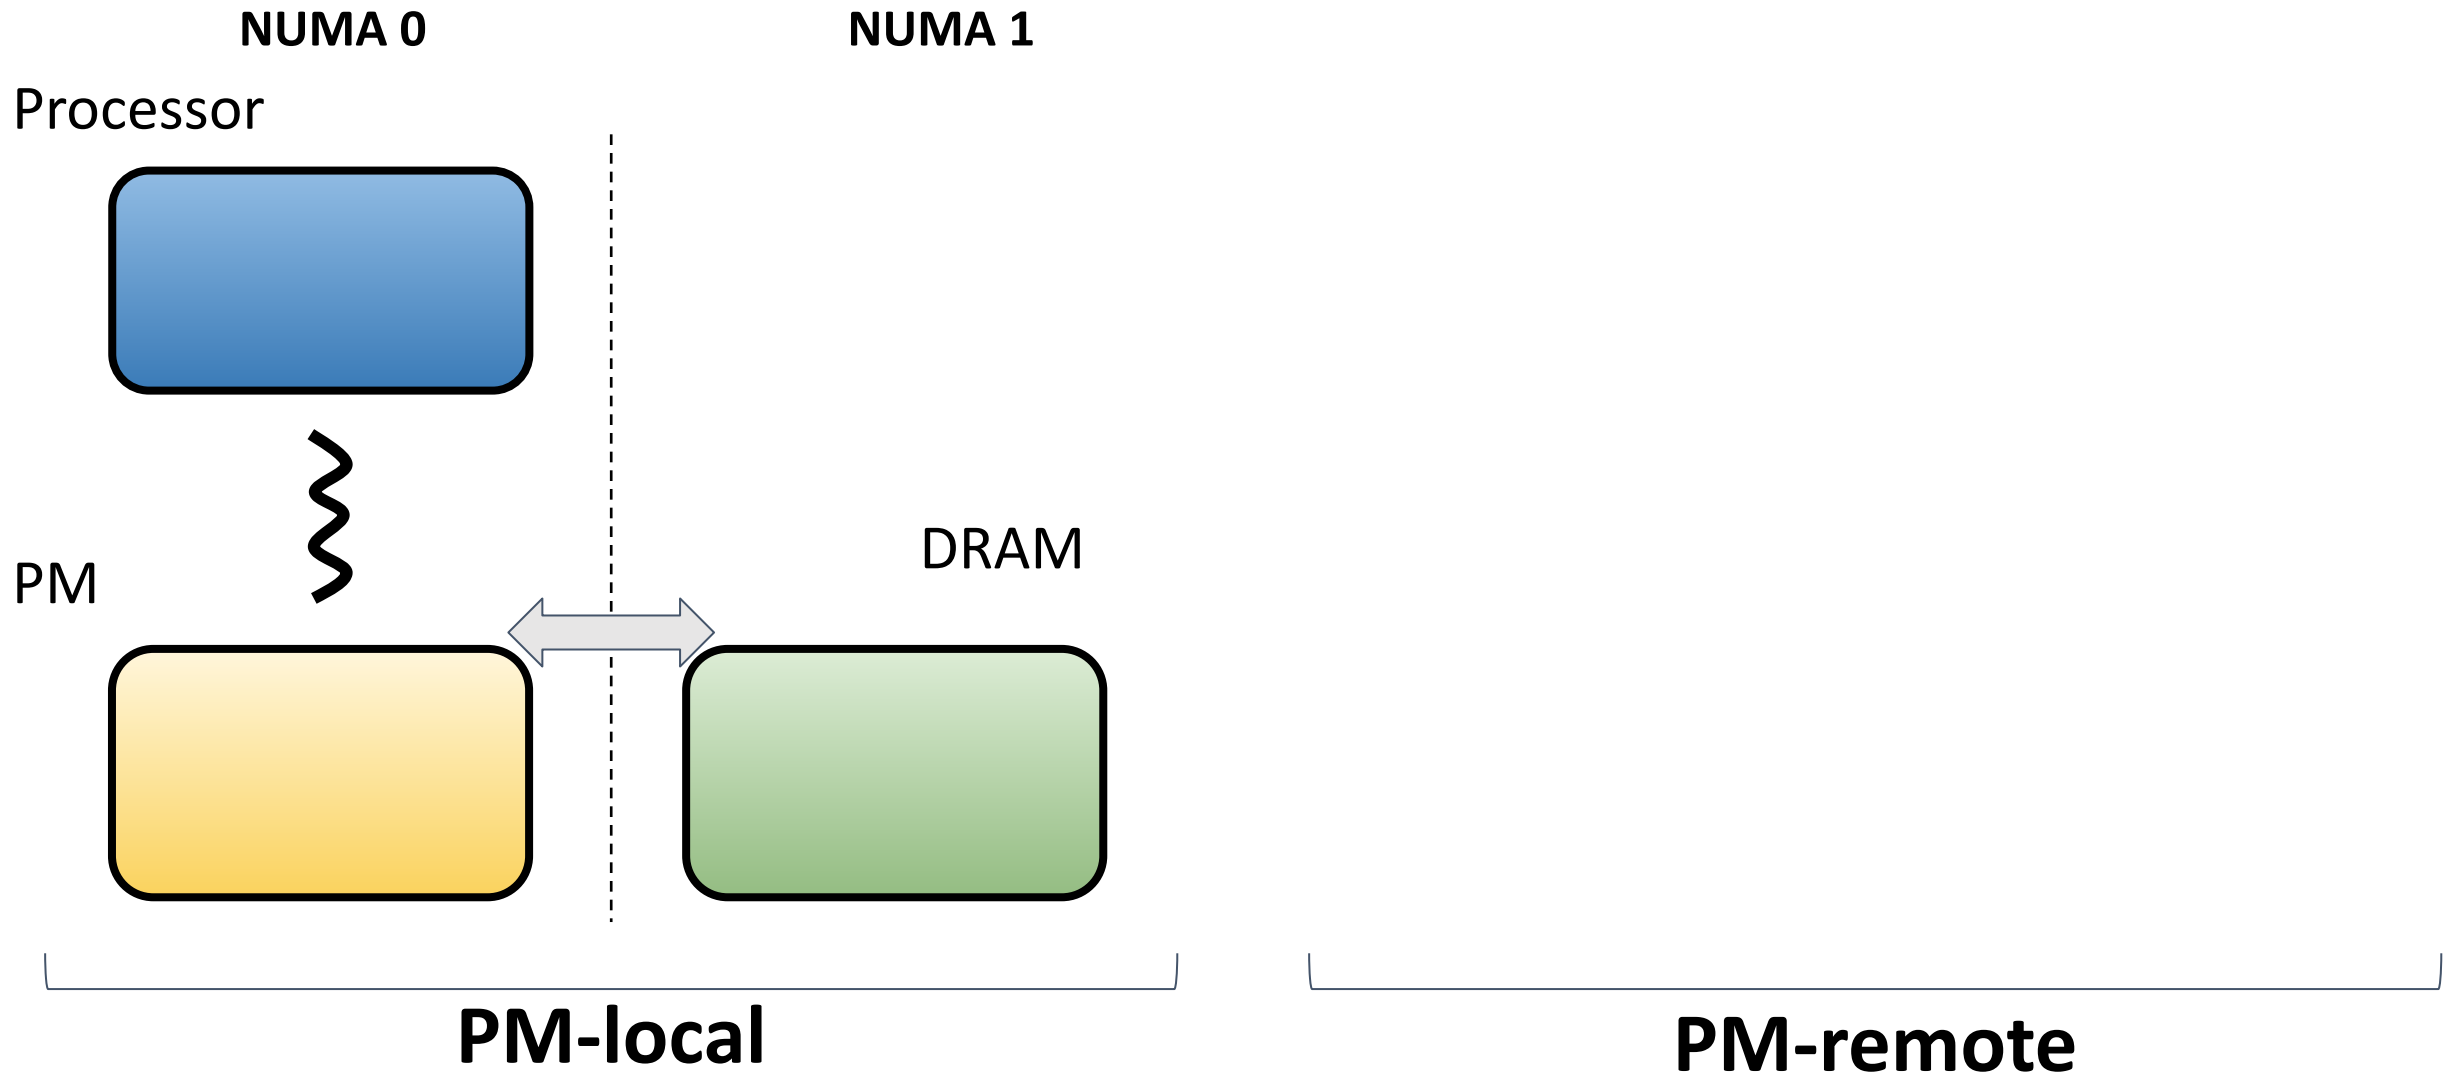 NUMA 0
NUMA 1
Processor
DRAM
PM
PM-local
PM-remote